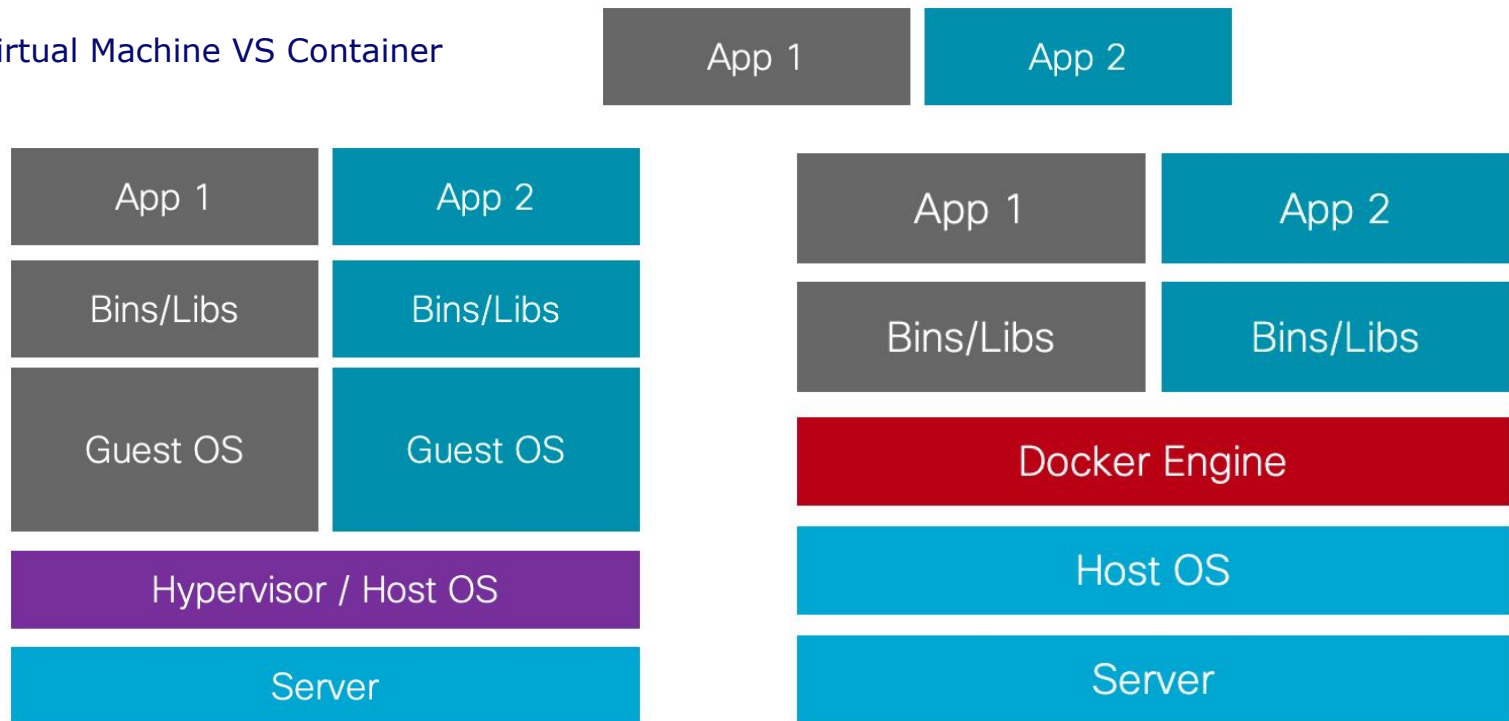 irtual Machine VS Container
App 1
App 2
App 1
App 2
Bins/Libs
Bins/Libs
Guest OS
Guest OS
Hypervisor / Host OS
Server
App 1
App 2
Bins/Libs
Bins/Libs
Docker Engine
Host OS
Server